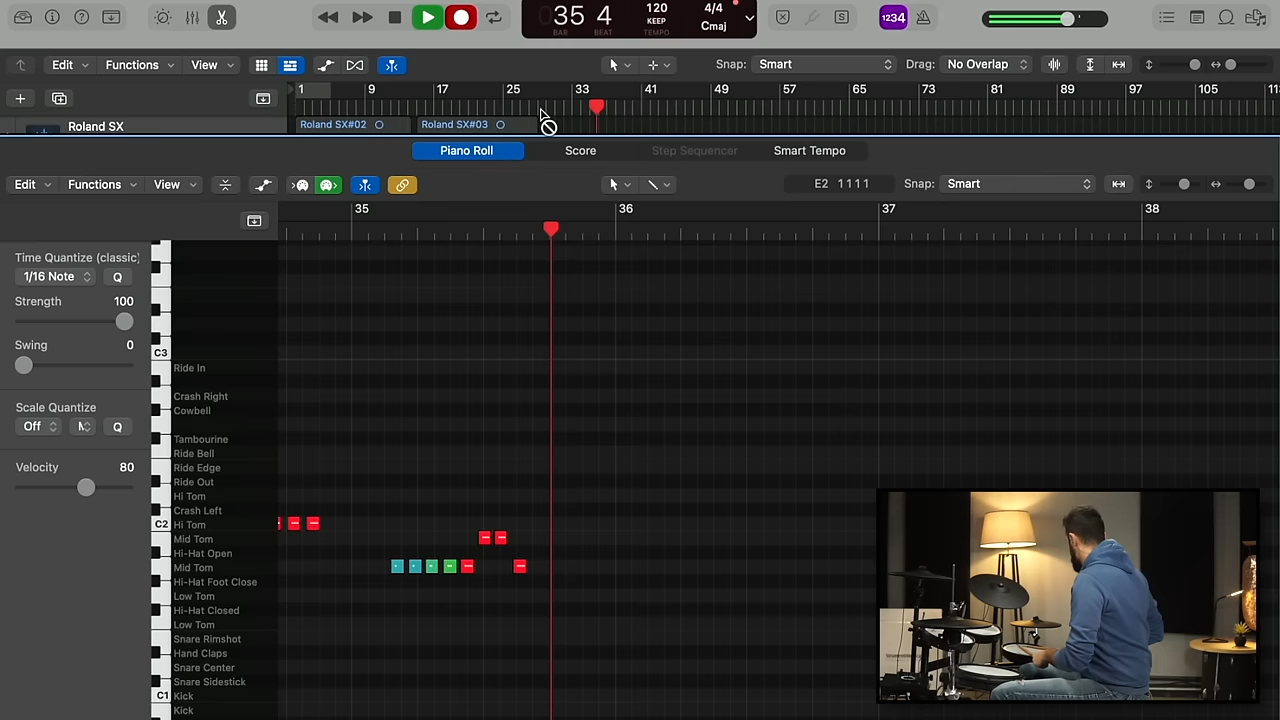 35 4 120 4/4
KEEP Cmaj
BAR BEAT TEMPO
1234
Edit Functions View Snap: Smart Drag: No Overlap
1 9 17 25 33 41 49 57 65 73 81 89 97 105 113
Roland SX Roland SX#02 Roland SX#03
Piano Roll Score Step Sequencer Smart Tempo
Edit Functions View E2 1111 Snap: Smart
35 36 37 38
Time Quantize (classic)
1/16 Note Q
Strength 100
Swing 0
Scale Quantize
Off Q
Velocity 80
C3
Ride In
Crash Right
Cowbell
Tambourine
Ride Bell
Ride Edge
Ride Out
Hi Tom
Crash Left
C2 Hi Tom
Mid Tom
Hi-Hat Open
Mid Tom
Hi-Hat Foot Close
Low Tom
Hi-Hat Closed
Low Tom
Snare Rimshot
Hand Claps
Snare Center
Snare Sidestick
C1 Kick
Kick